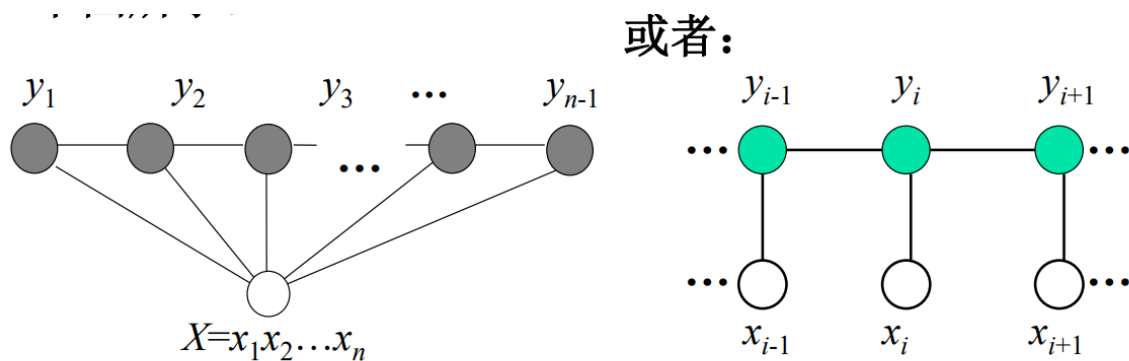 或者：
y₁ y₂ y₃ … yₙ₋₁
…
X=x₁x₂…xₙ
yᵢ₋₁ yᵢ yᵢ₊₁
… …
… …
xᵢ₋₁ xᵢ xᵢ₊₁